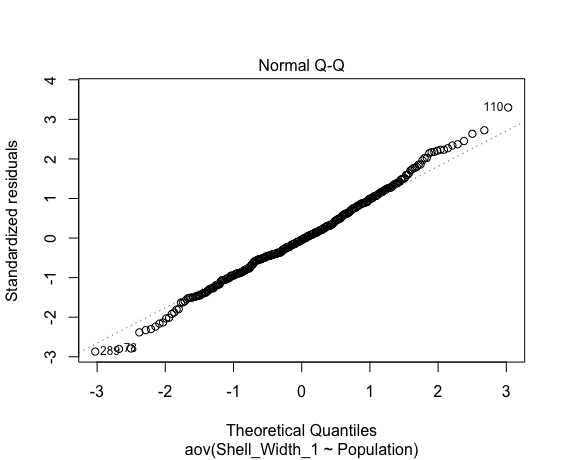 Normal Q-Q
4
3
2
1
0
-1
-2
-3
Standardized residuals
110
289
78
-3 -2 -1 0 1 2 3
Theoretical Quantiles
aov(Shell_Width_1 ~ Population)